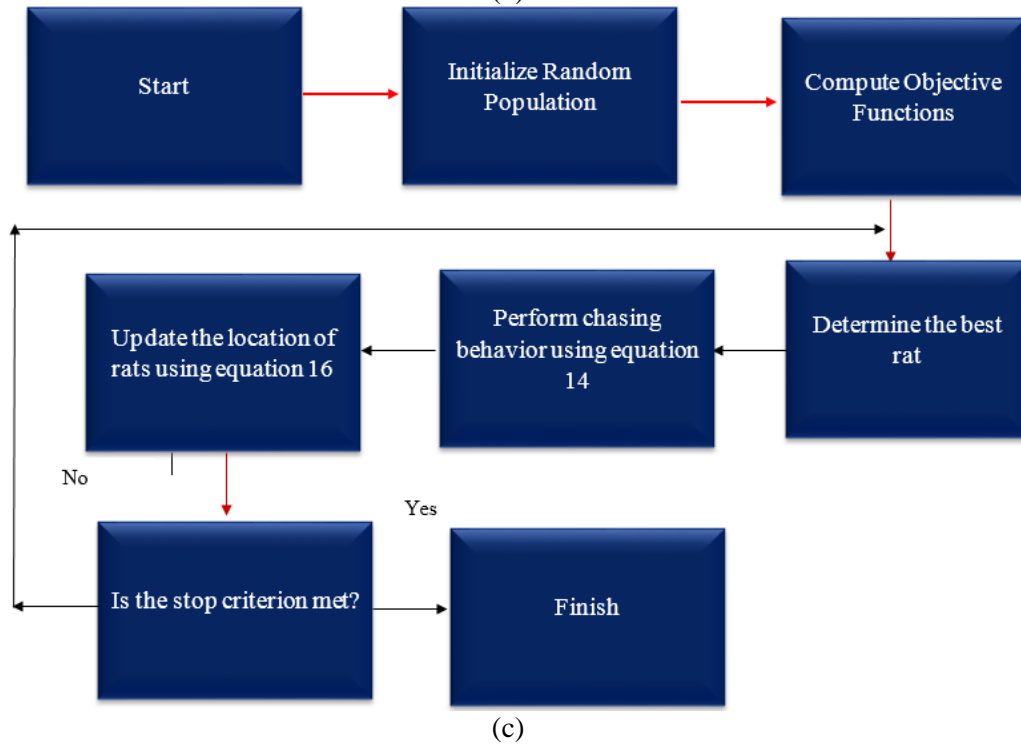 Start
Initialize Random
Population
Compute Objective
Functions
Determine the best
rat
Perform chasing
behavior using equation
14
Update the location of
rats using equation 16
No
Yes
Is the stop criterion met?
Finish
(c)